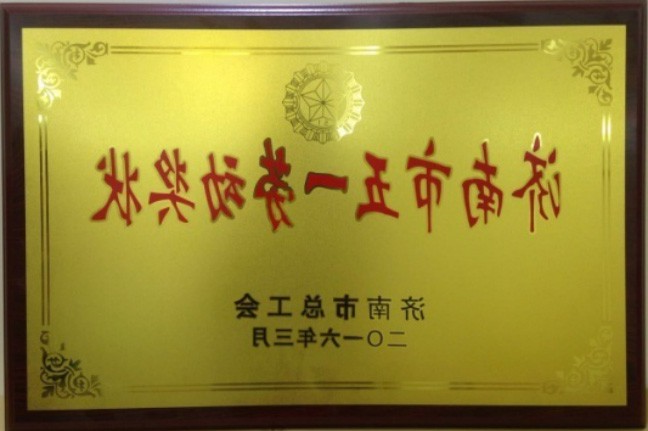 济南市五一劳动奖状
济南市总工会
二〇一六年三月